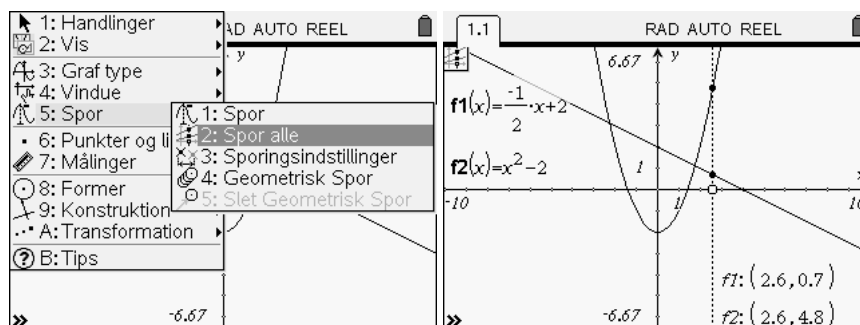 1: Handlinger
2: Vis
3: Graf type
4: Vindue
5: Spor
6: Punkter og li
7: Målinger
8: Former
9: Konstruktion
A: Transformation
B: Tips
RAD AUTO REEL
y
1: Spor
2: Spor alle
3: Sporingsindstillinger
4: Geometrisk Spor
5: Slet Geometrisk Spor
-6.67
»
1.1
RAD AUTO REEL
6.67 y
f1(x)=-1/2·x+2
f2(x)=x²-2
1
x
-10 1 10
f1: (2.6,0.7)
-6.67 f2: (2.6,4.8)
»